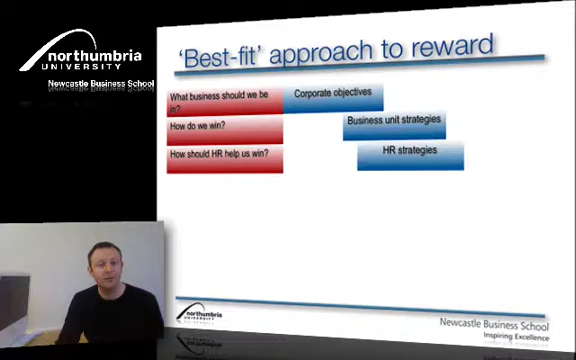 northumbria
UNIVERSITY
Newcastle Business School
'Best-fit' approach to reward
What business should we be
in?
Corporate objectives
How do we win?
Business unit strategies
How should HR help us win?
HR strategies
northumbria
UNIVERSITY
Newcastle Business School
Inspiring Excellence